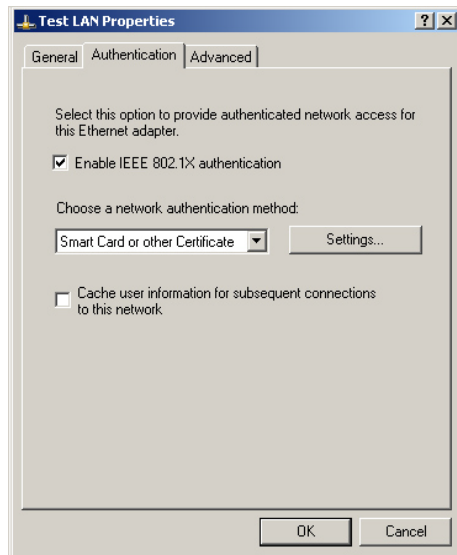 Test LAN Properties
General Authentication Advanced
Select this option to provide authenticated network access for
this Ethernet adapter.
Enable IEEE 802.1X authentication
Choose a network authentication method:
Smart Card or other Certificate Settings...
Cache user information for subsequent connections
to this network
OK Cancel